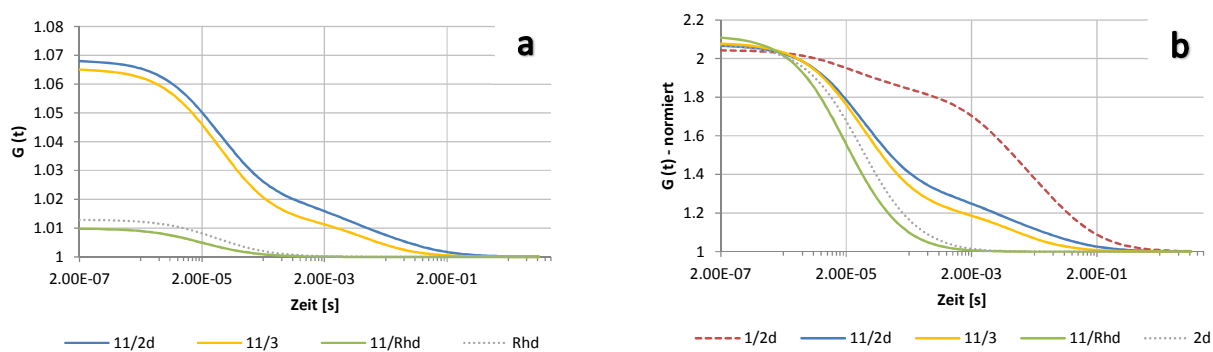 1.08
1.07
1.06
1.05
1.04
1.03
1.02
1.01
1
G (t)
2.00E-07 2.00E-05 2.00E-03 2.00E-01
Zeit [s]
a
11/2d 11/3 11/Rhd Rhd
2.2
2
1.8
1.6
1.4
1.2
1
G (t) - normiert
2.00E-07 2.00E-05 2.00E-03 2.00E-01
Zeit [s]
b
1/2d 11/2d 11/3 11/Rhd 2d